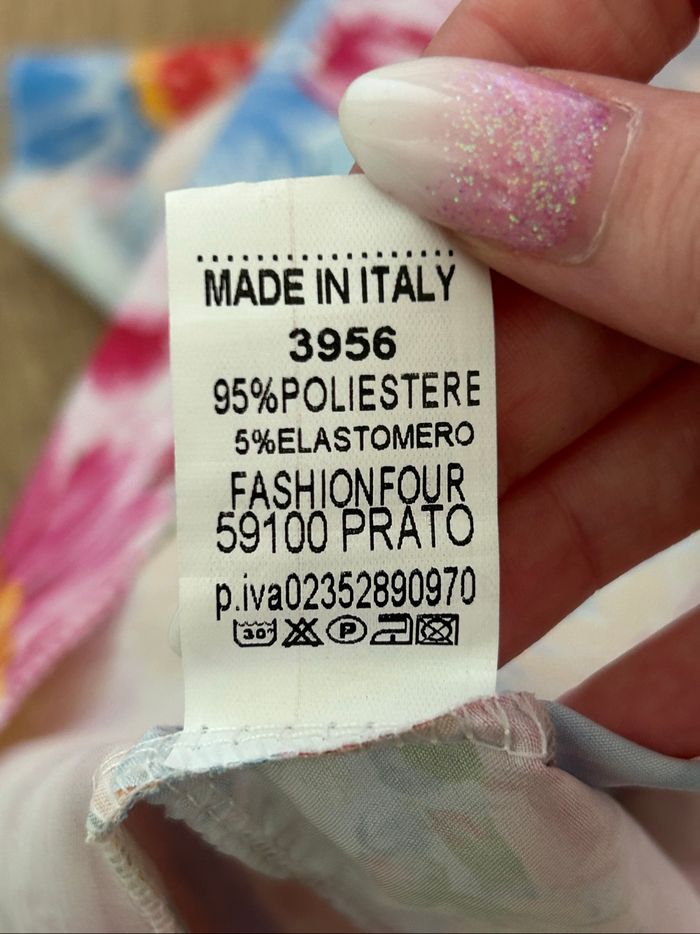 MADE IN ITALY
3956
95%POLIESTERE
5%ELASTOMERO
FASHIONFOUR
59100 PRATO
p.iva02352890970
30°
P